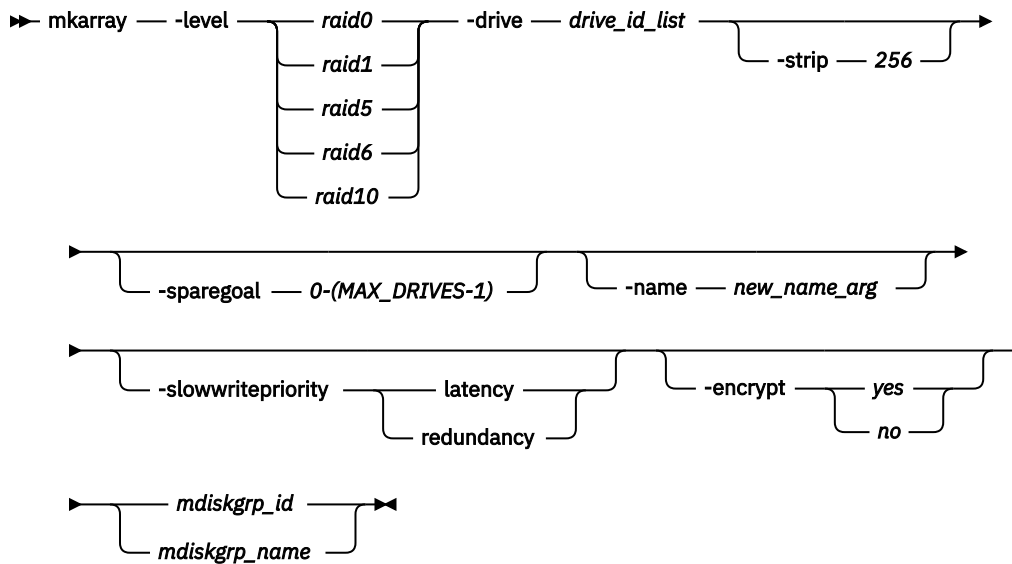 mkarray -level raid0 -drive drive_id_list
-strip 256
raid1
raid5
raid6
raid10
-sparegoal 0-(MAX_DRIVES-1) -name new_name_arg
-slowwritepriority latency -encrypt yes
redundancy no
mdiskgrp_id
mdiskgrp_name